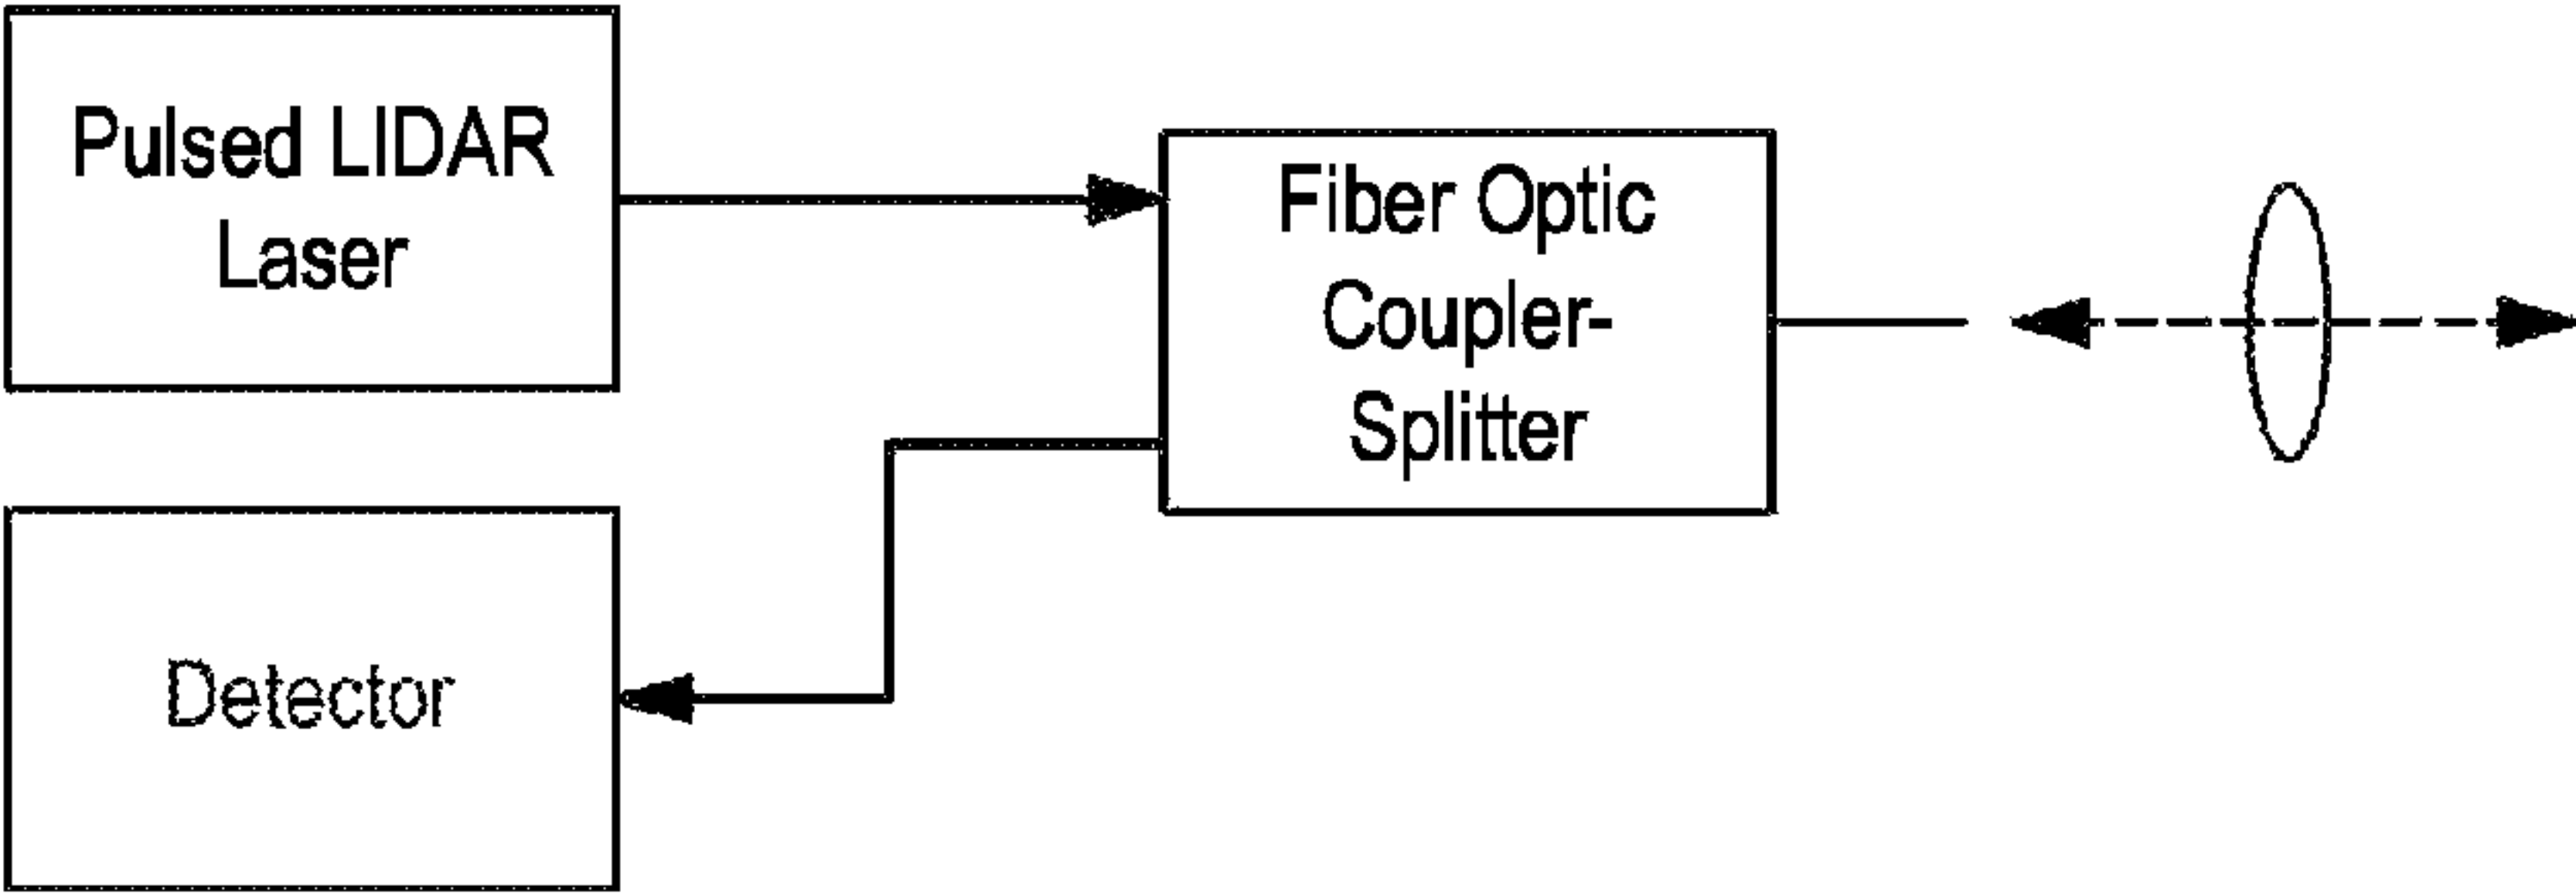 Pulsed LIDAR
Laser
Fiber Optic
Coupler-
Splitter
Detector